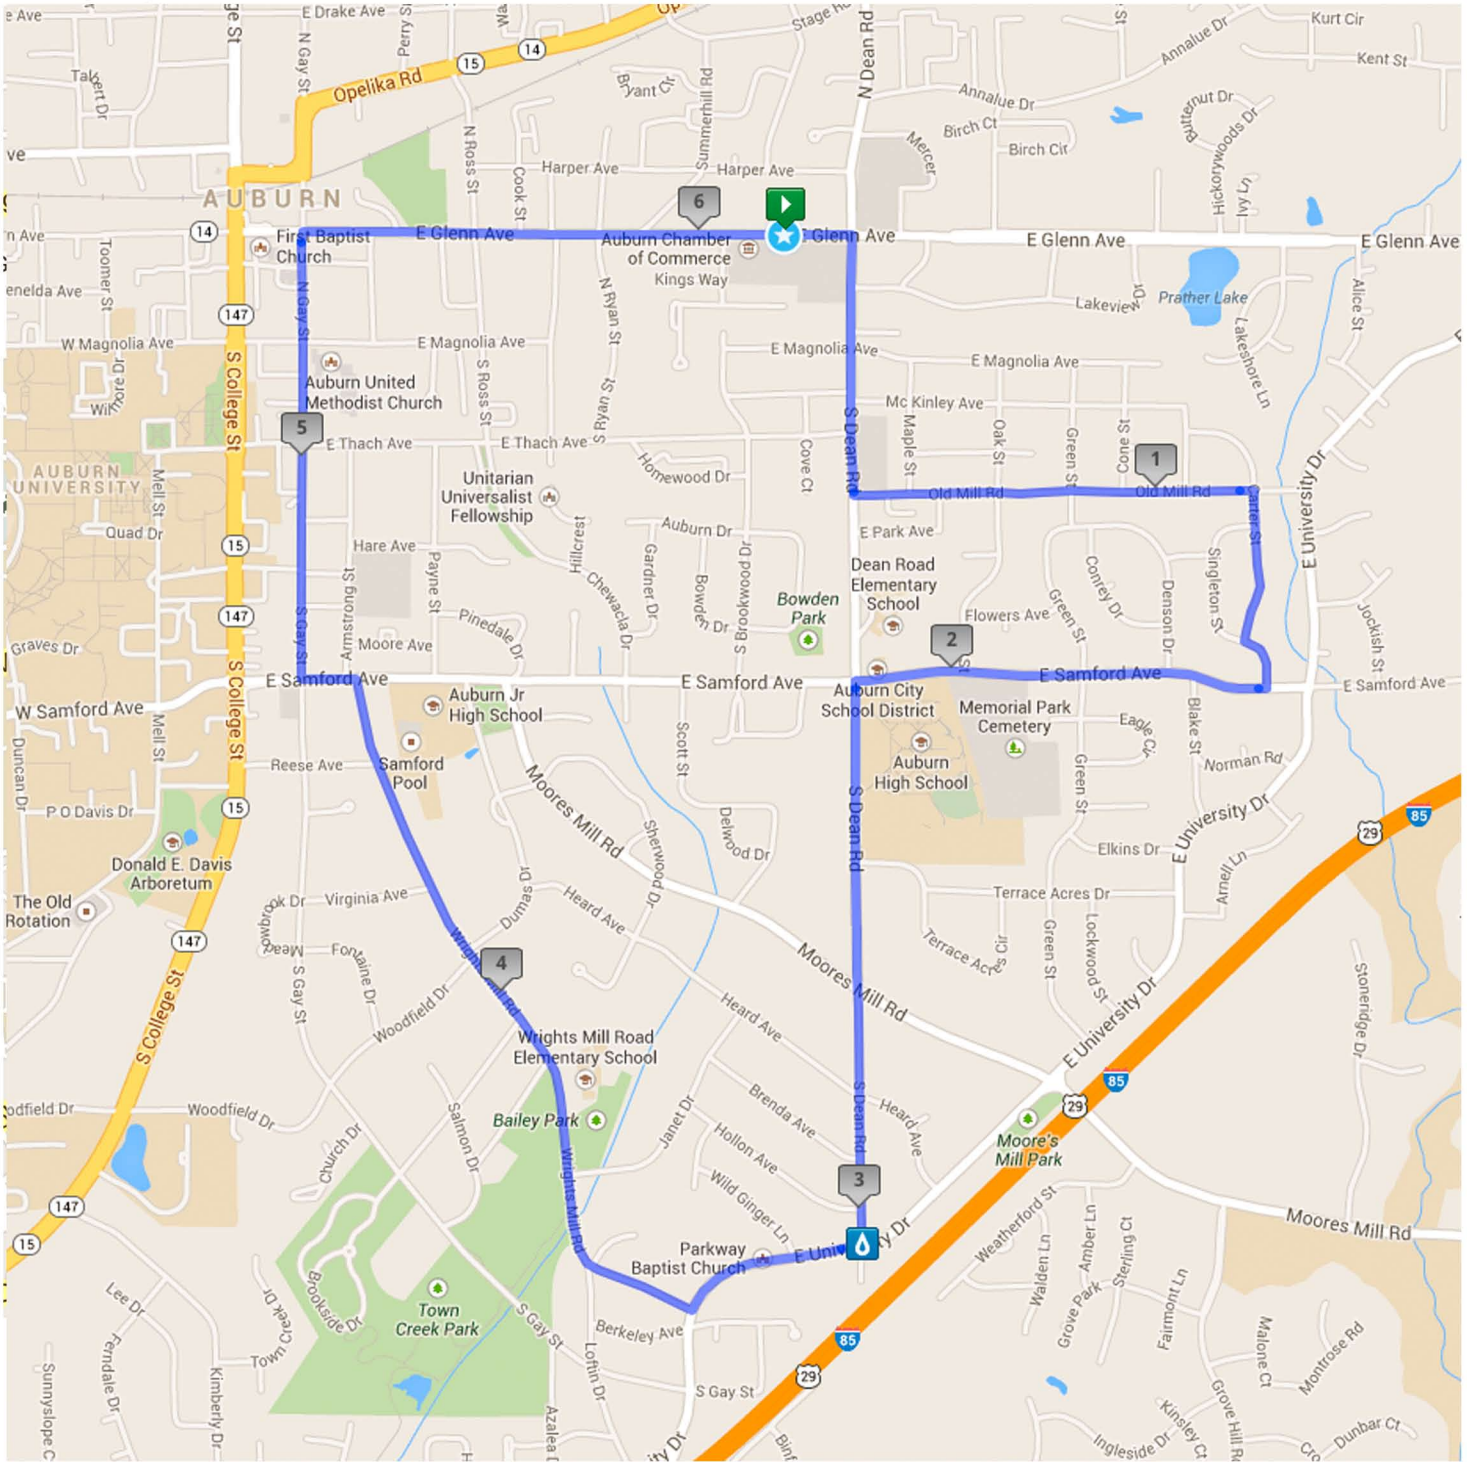 E Drake Ave
Perry S
Stage R
N Dean Rd
Kurt Cir
Kent St
Annalue Dr
N Gay St
14
15
Opelika Rd
Bryant Cir
Summerhill Rd
Annalue Dr
Birch Ct
Birch Cir
Butternut Dr
Hickorywoods Dr
Ivy S
Mercer
N Ross St
Cook St
Harper Ave
Harper Ave
AUBURN
14
6
First Baptist
Church
E Glenn Ave
Auburn Chamber
of Commerce
E Glenn Ave
E Glenn Ave
E Glenn Ave
Kings Way
Toomer St
enelda Ave
N Gay St
N Ryan St
Lakeview Dr
Prather Lake
Alice St
Lakeshore Ln
147
W Magnolia Ave
E Magnolia Ave
E Magnolia Ave
E Magnolia Ave
S College St
Auburn United
Methodist Church
S Ross St
S Ryan St
S Dean Rd
Mc Kinley Ave
Maple St
Oak St
Green St
Cone St
5
E Thach Ave
E Thach Ave
Homewood Dr
Cove Ct
1
AUBURN
UNIVERSITY
Mell St
Unitarian
Universalist
Fellowship
Old Mill Rd
Old Mill Rd
Carter St
E University Dr
Quad Dr
15
Hare Ave
Hillcrest
Auburn Dr
E Park Ave
Payne St
Armstrong St
Gardner Dr
Bowden Dr
S Brookwood Dr
Chewacla Dr
Dean Road
Elementary
School
Conrey Dr
Denson Dr
Singleton St
Jockish St
147
S Gay St
Moore Ave
Pinedale Dr
Bowden
Park
Flowers Ave
Green St
2
Graves Dr
S College St
E Samford Ave
E Samford Ave
E Samford Ave
E Samford Ave
W Samford Ave
Mell St
Duncan Dr
Auburn Jr
High School
Auburn City
School District
Memorial Park
Cemetery
Samford
Pool
Scott St
Auburn
High School
Eagle Cir
Blake St
Norman Rd
Reese Ave
Moores Mill Rd
Green St
P O Davis Dr
15
Donald E. Davis
Arboretum
Delwood Dr
Sherwood Dr
S Dean Rd
E University Dr
Elkins Dr
Arnell Ln
29
85
The Old
Rotation
Virginia Ave
Dumas Dr
Heard Ave
Terrace Acres Dr
Terrace Acres Cir
Green St
Lockwood St
147
Fontaine Dr
S Gay St
4
Woodfield Dr
Moores Mill Rd
Heard Ave
E University Dr
Stoneridge Dr
S College St
Wrights Mill Road
Elementary School
85
29
odfield Dr
Woodfield Dr
Church Dr
Salmon Dr
Bailey Park
Janet Dr
Brenda Ave
Hollon Ave
S Dean Rd
Heard Ave
Moore's
Mill Park
Wrights Mill Rd
Wild Ginger Ln
3
147
15
Weatherford St
Walden Ln
Amber Ln
Sterling Ct
Moores Mill Rd
Parkway
Baptist Church
Lee Dr
Ferndale Dr
Brookside Dr
Town Creek Dr
Town
Creek Park
S Gay St
Berkeley Ave
85
Grove Park
Fairmont Ln
Malone Ct
Montrose Rd
Sunnyslope C
Kimberly Dr
Loftin Dr
S Gay St
29
Azalea
Ingleside Dr
Kinsley Ct
Grove Hill R
Dunbar Ct